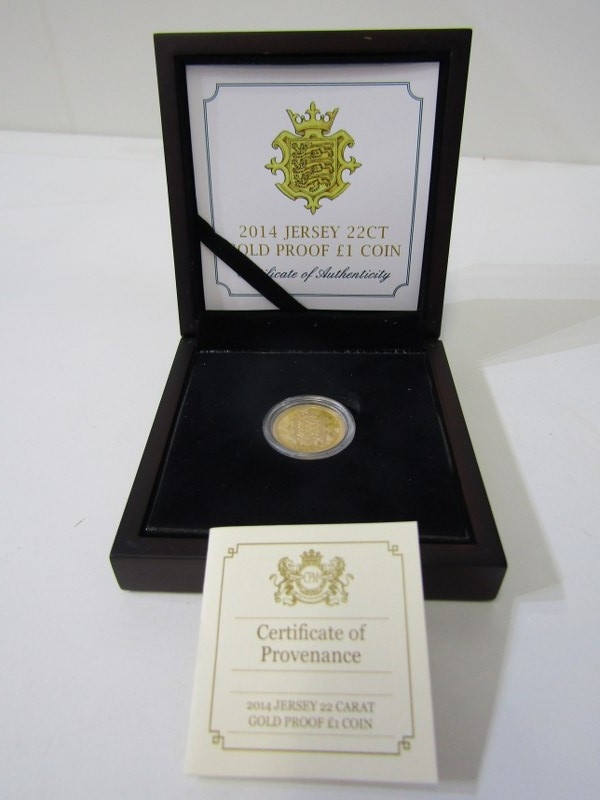 2014 JERSEY 22CT
GOLD PROOF £1 COIN
Certificate of Authenticity
CPM
Certificate of
Provenance
2014 JERSEY 22 CARAT
GOLD PROOF £1 COIN